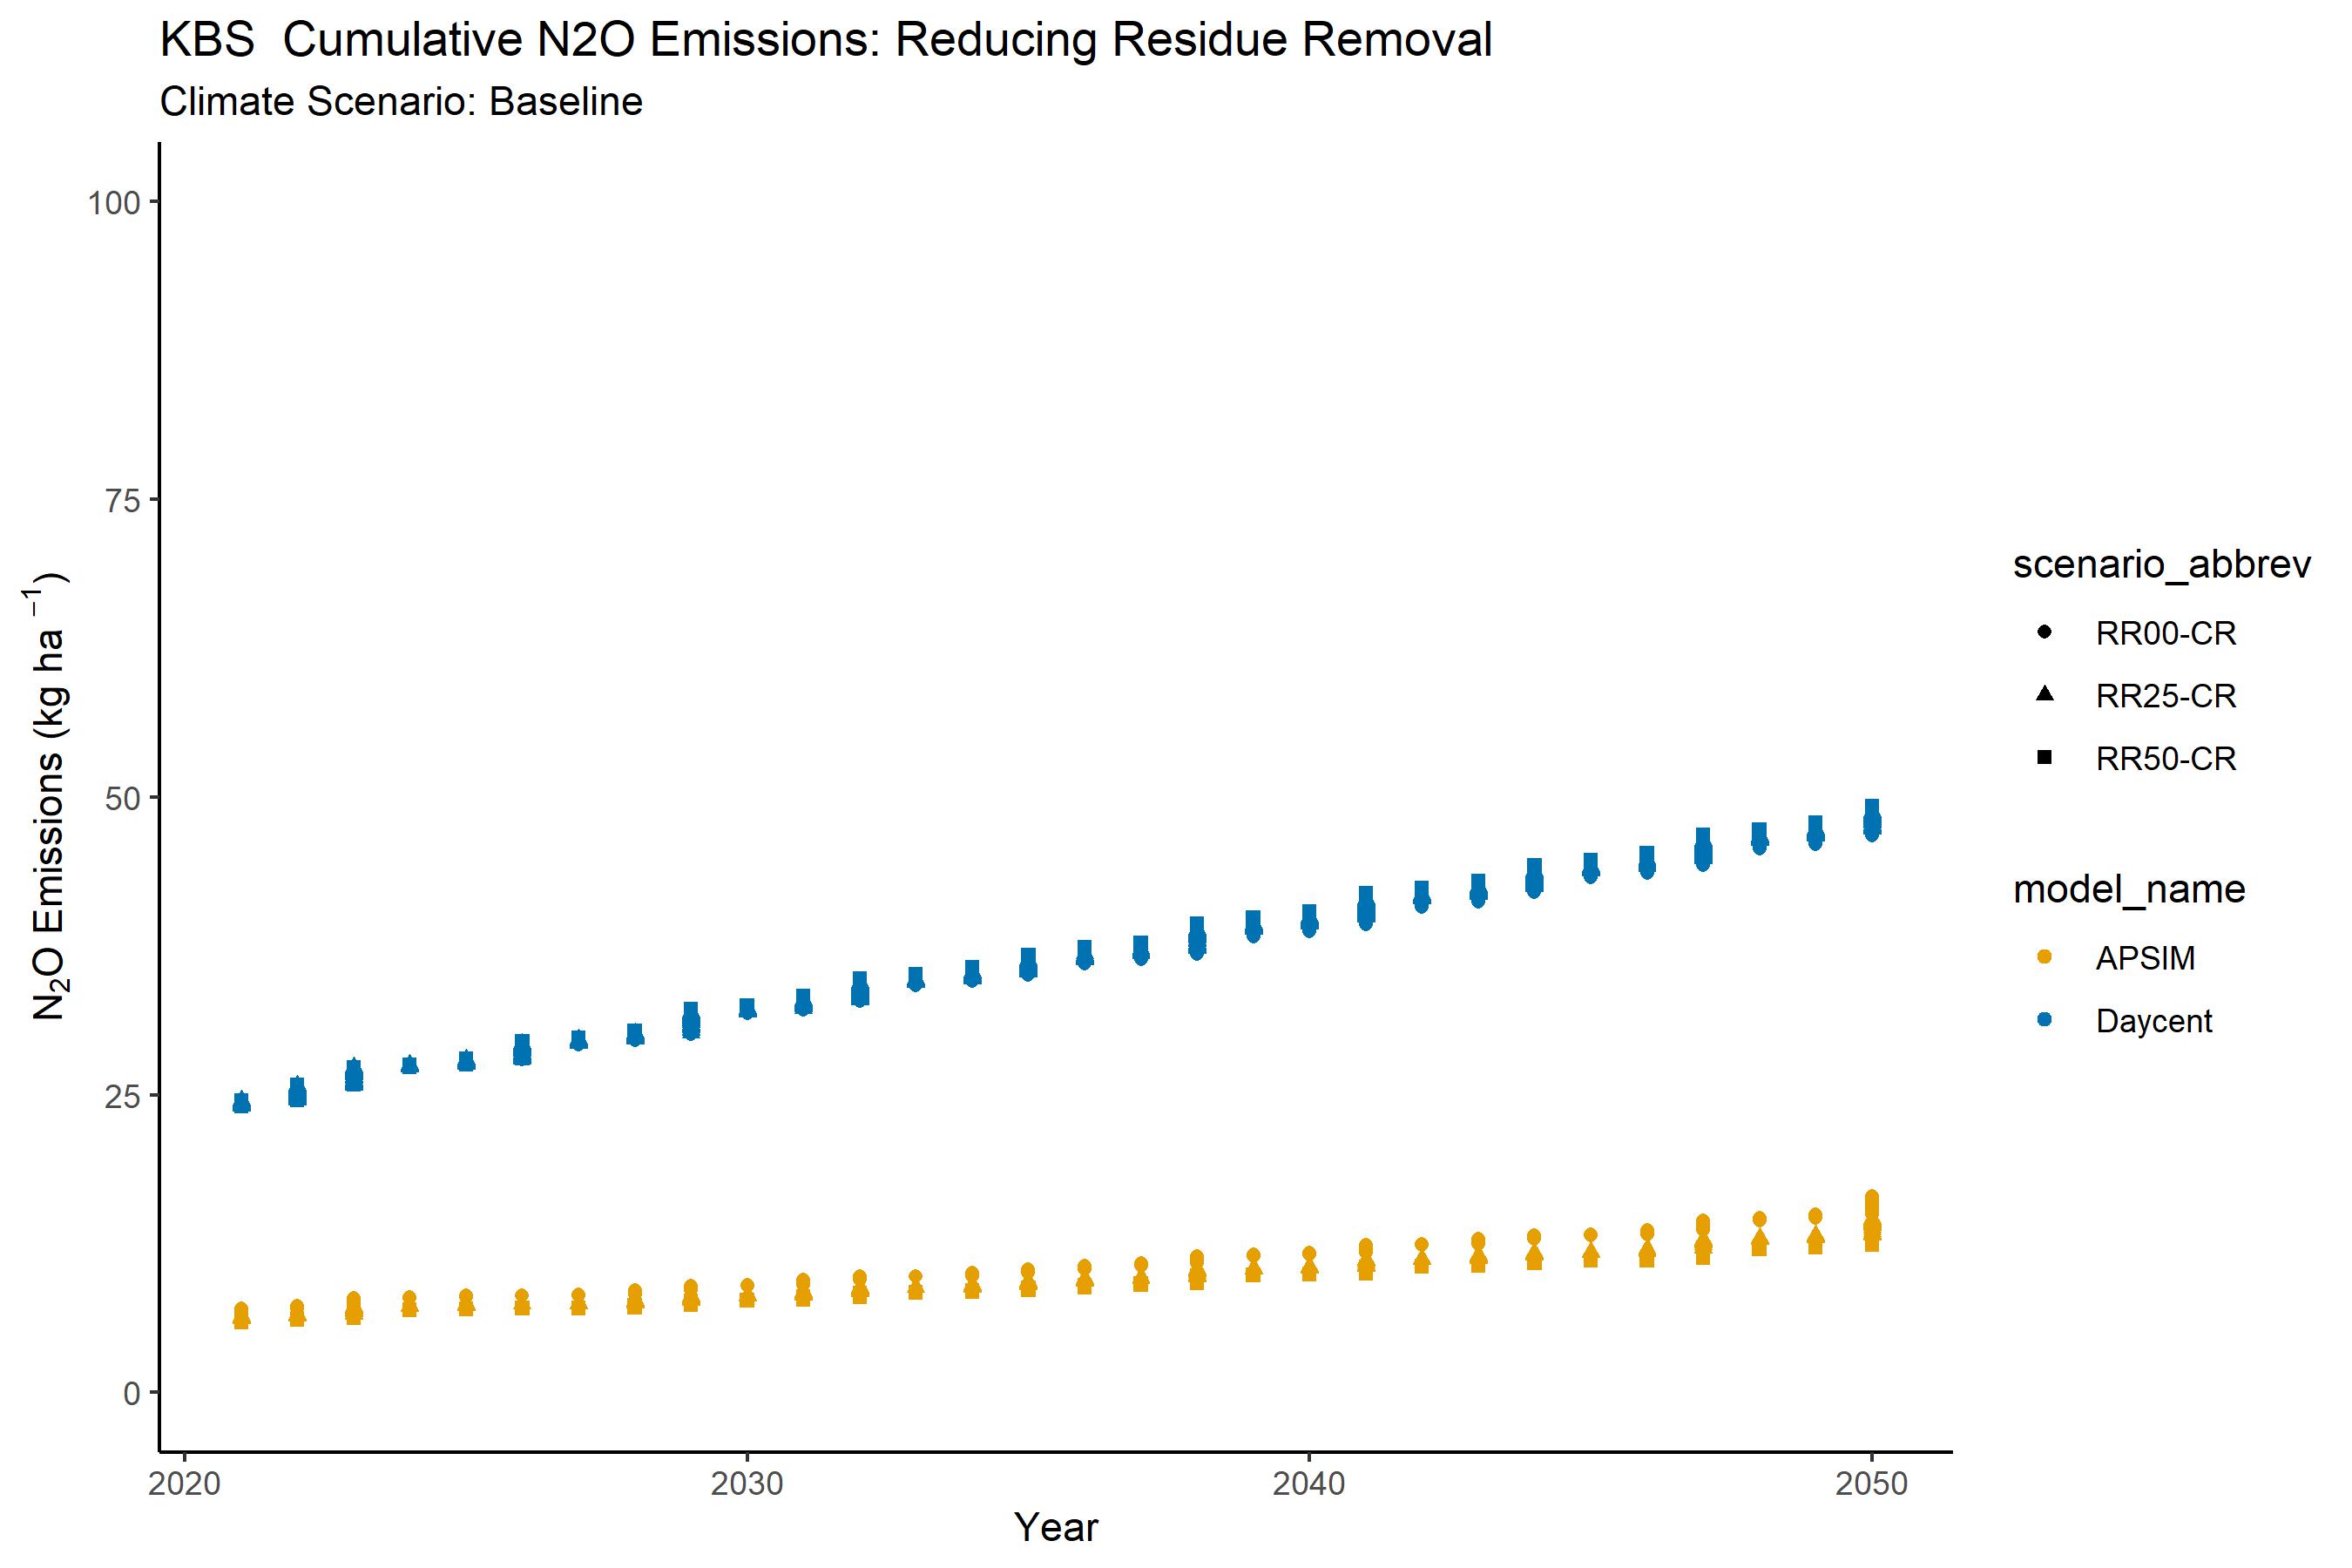 KBS  Cumulative N2O Emissions: Reducing Residue Removal
Climate Scenario: Baseline
N₂O Emissions (kg ha ⁻¹)
100
75
50
25
0
2020
2030
2040
2050
Year
scenario_abbrev
RR00-CR
RR25-CR
RR50-CR
model_name
APSIM
Daycent